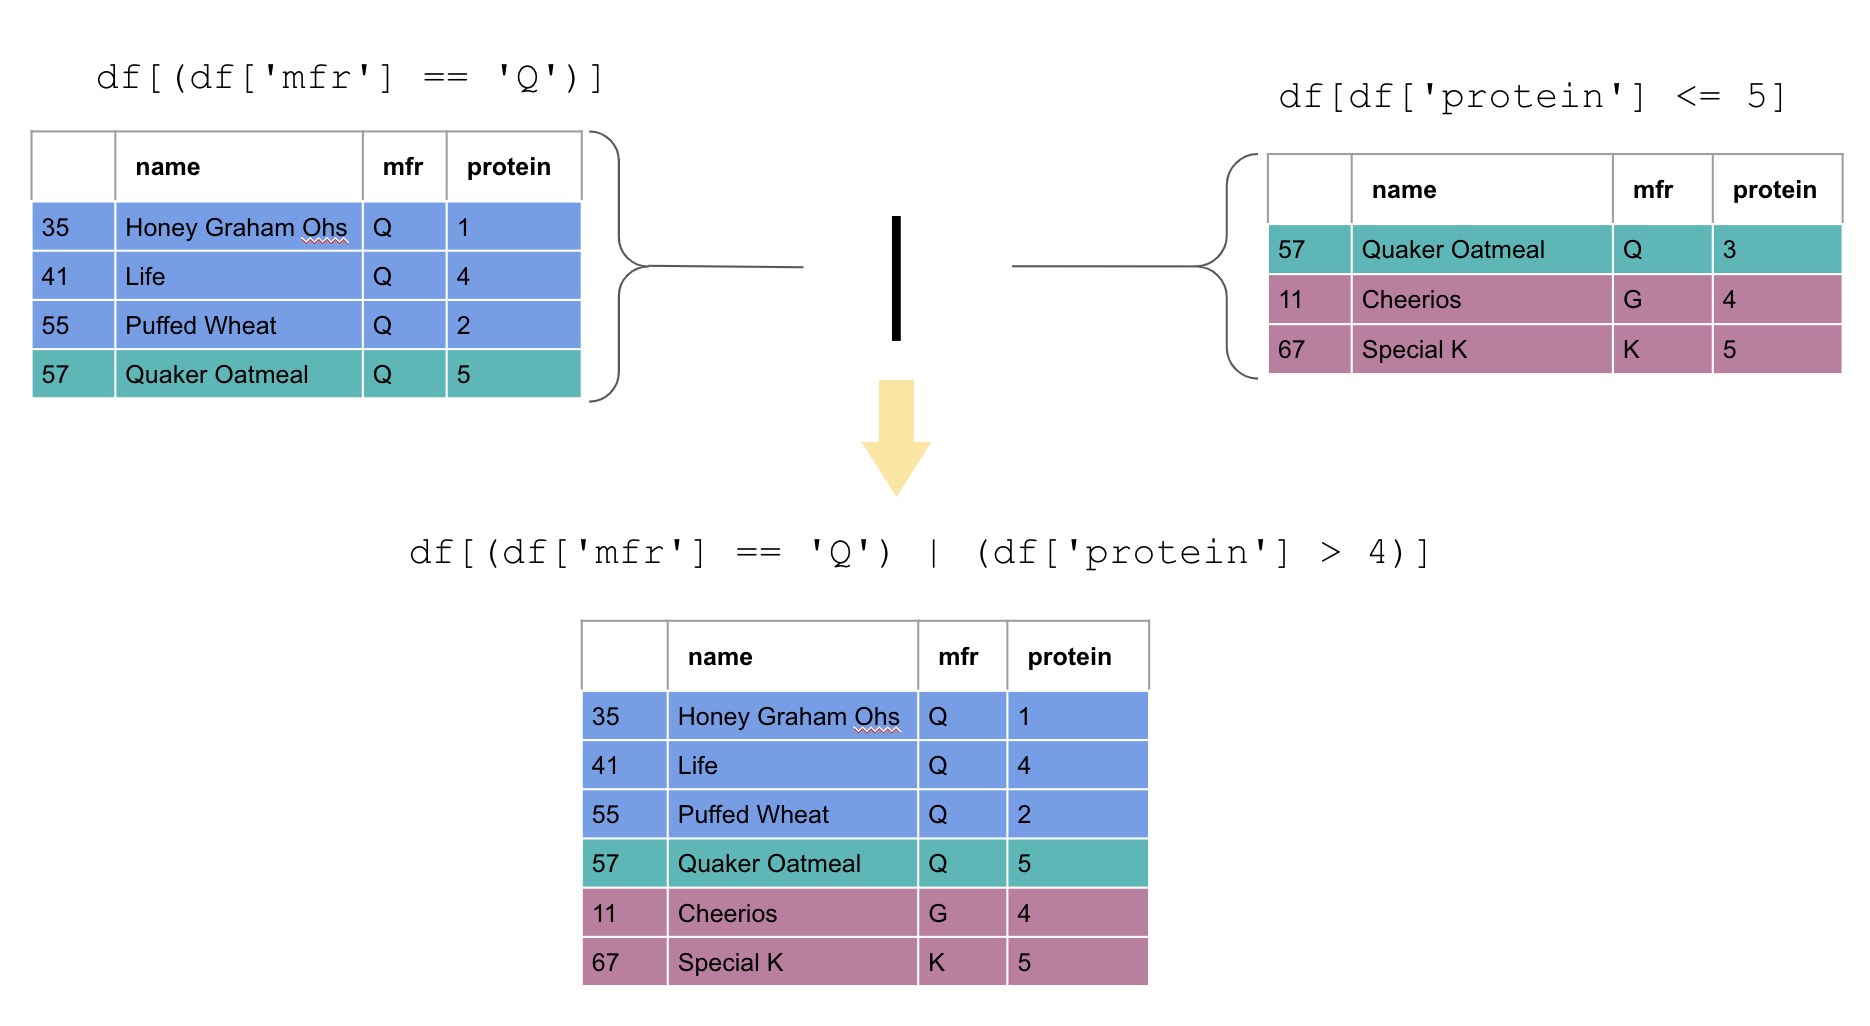 df[(df['mfr'] == 'Q')]
name mfr protein
35 Honey Graham Ohs Q 1
41 Life Q 4
55 Puffed Wheat Q 2
57 Quaker Oatmeal Q 5
|
df[df['protein'] <= 5]
name mfr protein
57 Quaker Oatmeal Q 3
11 Cheerios G 4
67 Special K K 5
df[(df['mfr'] == 'Q') | (df['protein'] > 4)]
name mfr protein
35 Honey Graham Ohs Q 1
41 Life Q 4
55 Puffed Wheat Q 2
57 Quaker Oatmeal Q 5
11 Cheerios G 4
67 Special K K 5